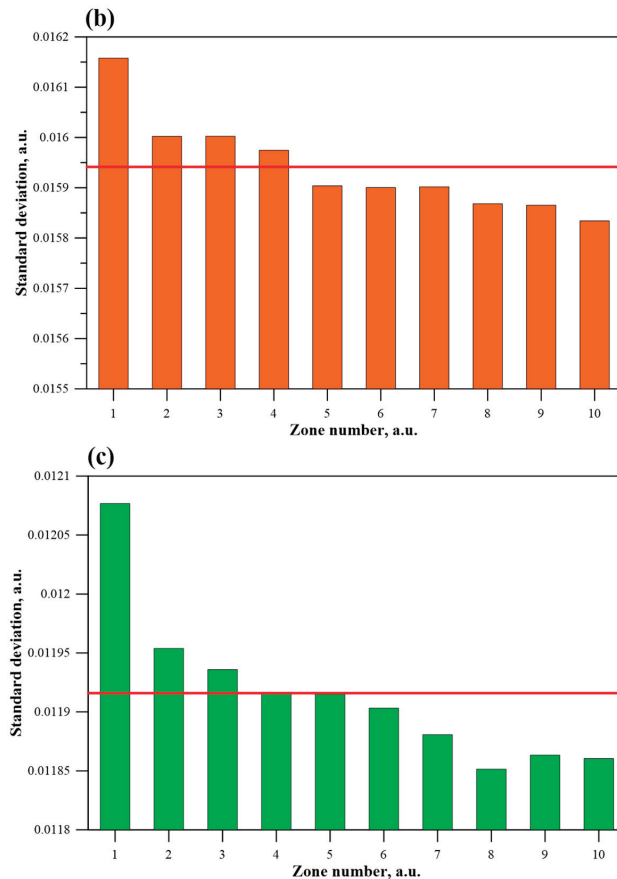 (b)
0.0162
0.0161
0.016
0.0159
0.0158
0.0157
0.0156
0.0155
Standard deviation, a.u.
1 2 3 4 5 6 7 8 9 10
Zone number, a.u.
(c)
0.0121
0.01205
0.012
0.01195
0.0119
0.01185
0.0118
Standard deviation, a.u.
1 2 3 4 5 6 7 8 9 10
Zone number, a.u.